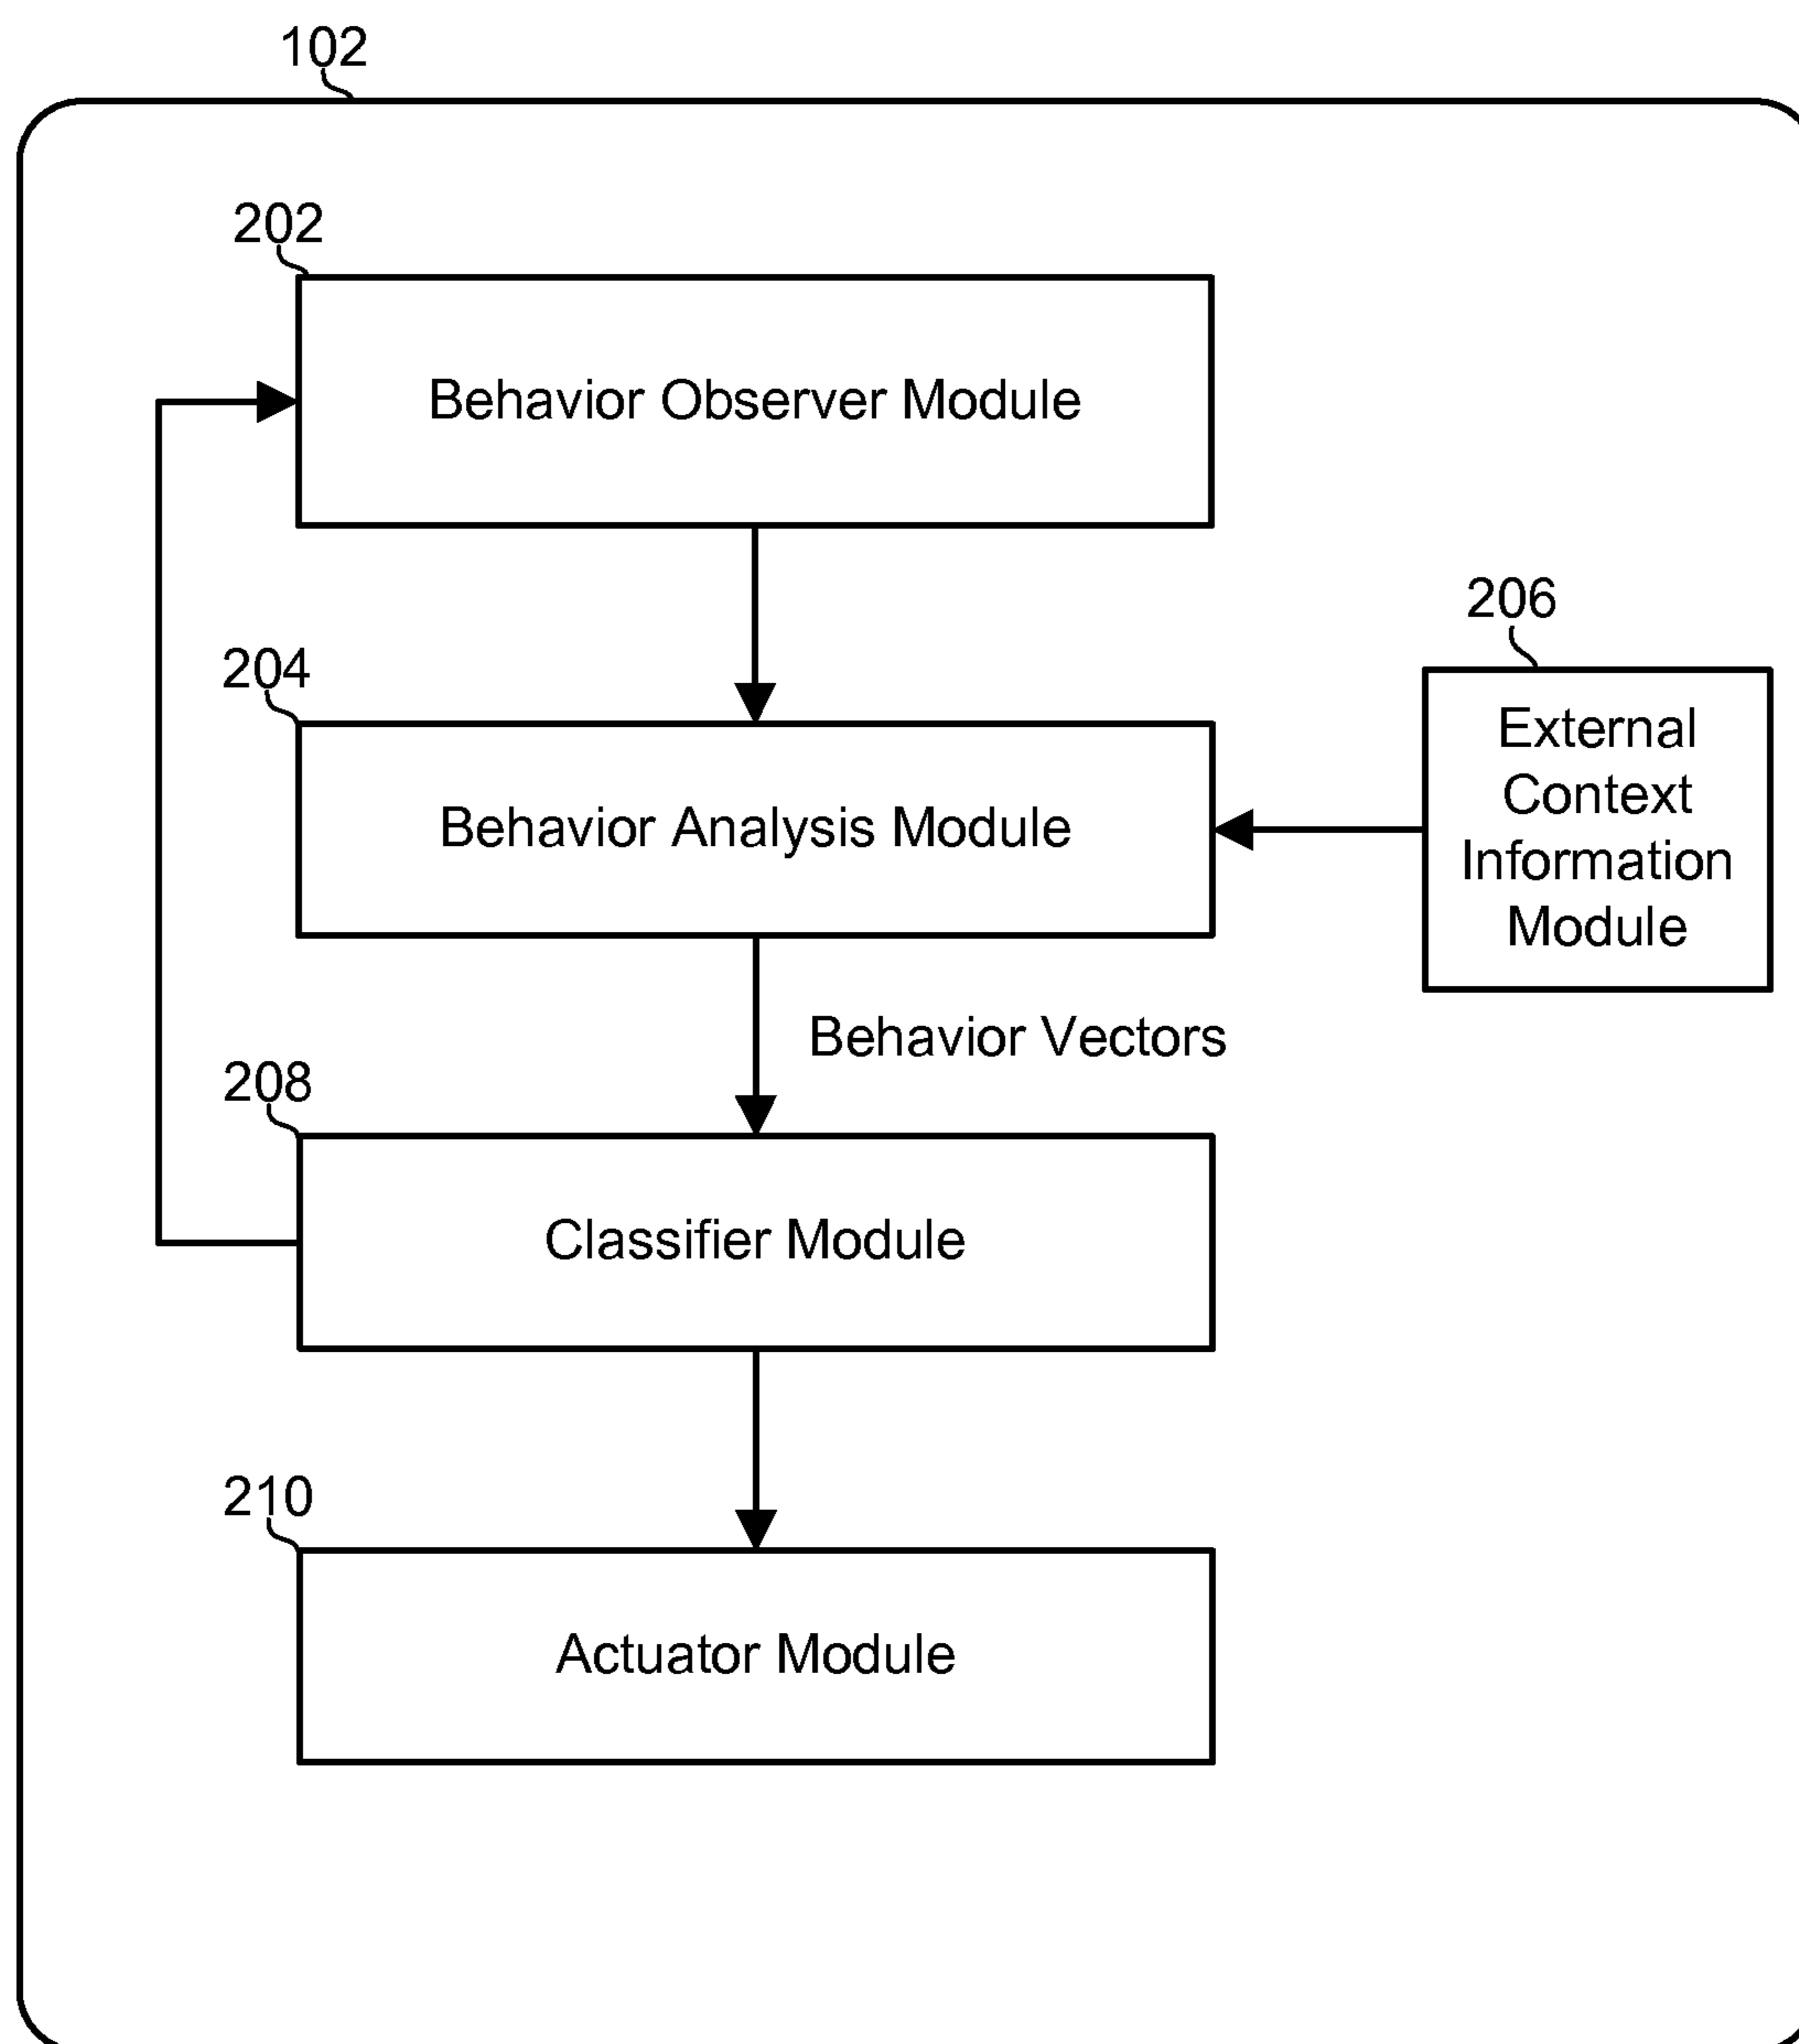 102
202
Behavior Observer Module
206
204
External
Context
Information
Module
Behavior Analysis Module
Behavior Vectors
208
Classifier Module
210
Actuator Module